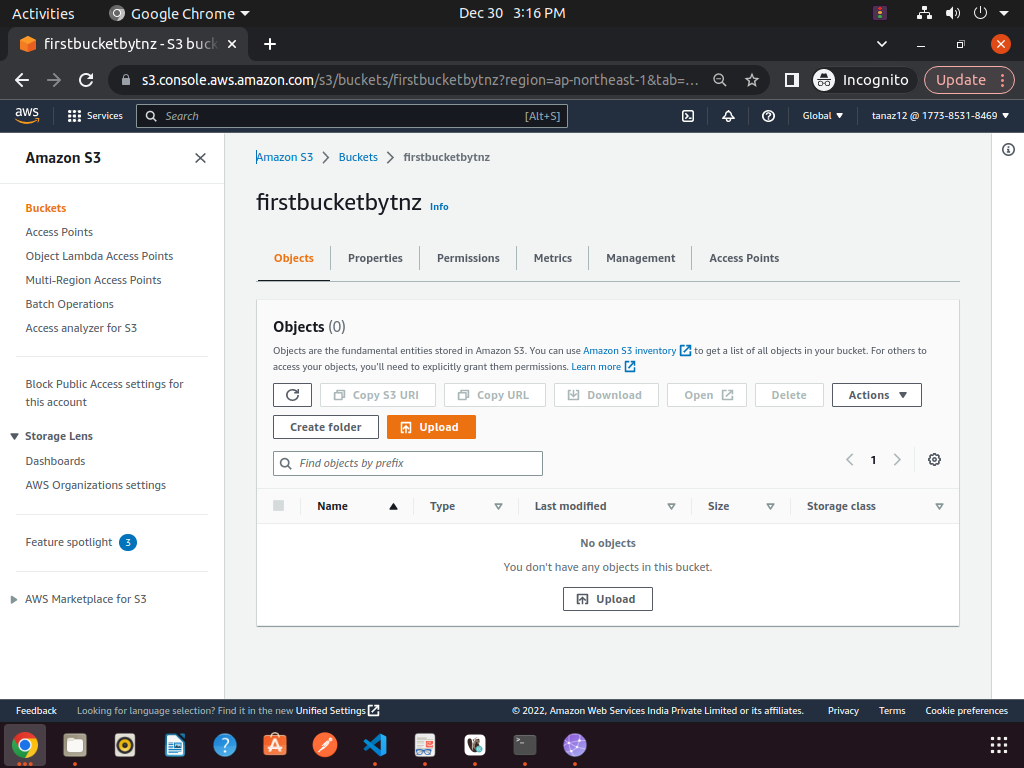 Activities
Google Chrome
Dec 30 3:16 PM
firstbucketbytnz - S3 buck
s3.console.aws.amazon.com/s3/buckets/firstbucketbytnz?region=ap-northeast-1&tab=...
Incognito
Update
aws
Services
Search
[Alt+S]
Global
tanaz12 @ 1773-8531-8469
Amazon S3
Buckets
Access Points
Object Lambda Access Points
Multi-Region Access Points
Batch Operations
Access analyzer for S3
Block Public Access settings for
this account
Storage Lens
Dashboards
AWS Organizations settings
Feature spotlight 3
AWS Marketplace for S3
Amazon S3 > Buckets > firstbucketbytnz
firstbucketbytnz Info
Objects Properties Permissions Metrics Management Access Points
Objects (0)
Objects are the fundamental entities stored in Amazon S3. You can use Amazon S3 inventory to get a list of all objects in your bucket. For others to
access your objects, you'll need to explicitly grant them permissions. Learn more
Copy S3 URI Copy URL Download Open Delete Actions
Create folder Upload
Find objects by prefix
1
Name Type Last modified Size Storage class
No objects
You don't have any objects in this bucket.
Upload
Feedback Looking for language selection? Find it in the new Unified Settings © 2022, Amazon Web Services India Private Limited or its affiliates. Privacy Terms Cookie preferences